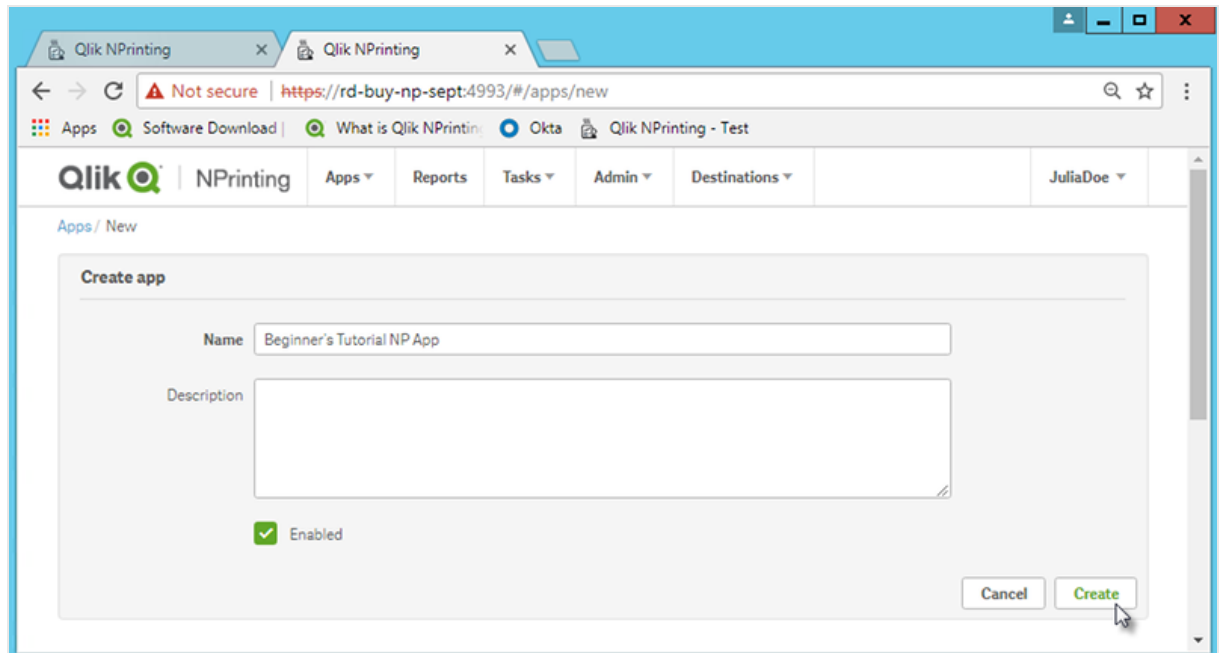 Qlik NPrinting
Qlik NPrinting
Not secure | https://rd-buy-np-sept:4993/#/apps/new
Apps Software Download | What is Qlik NPrinting Okta Qlik NPrinting - Test
Qlik NPrinting Apps Reports Tasks Admin Destinations JuliaDoe
Apps / New
Create app
Name Beginner's Tutorial NP App
Description
Enabled
Cancel Create